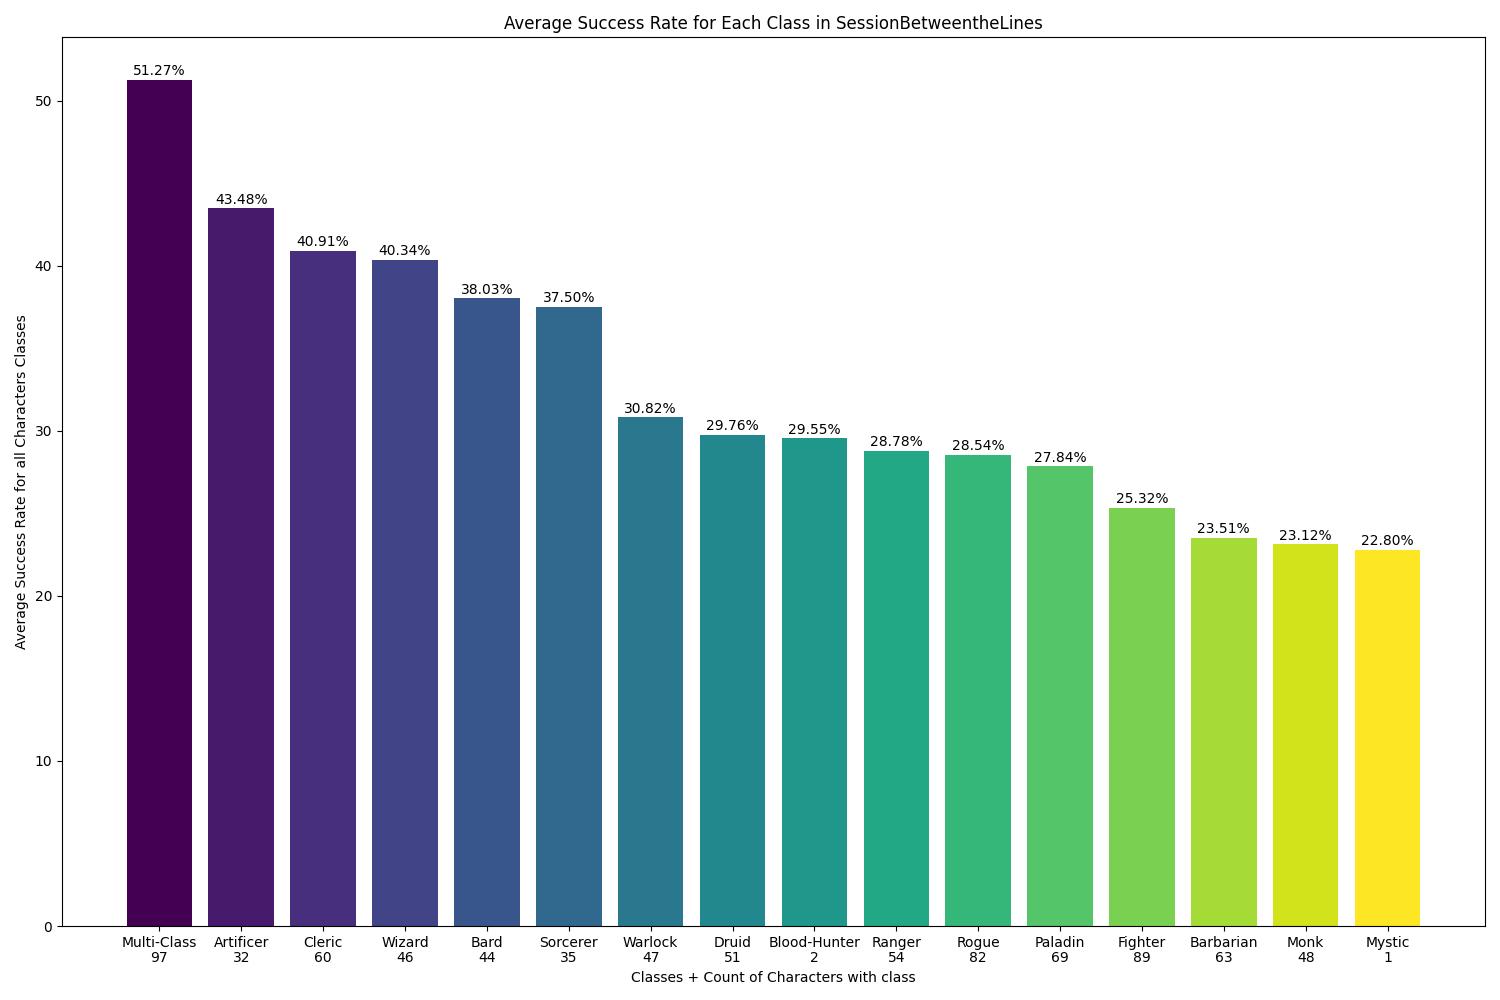 Average Success Rate for Each Class in SessionBetweentheLines
Average Success Rate for all Characters Classes
50
40
30
20
10
0
51.27%
43.48%
40.91%
40.34%
38.03%
37.50%
30.82%
29.76%
29.55%
28.78%
28.54%
27.84%
25.32%
23.51%
23.12%
22.80%
Multi-Class
97
Artificer
32
Cleric
60
Wizard
46
Bard
44
Sorcerer
35
Warlock
47
Druid
51
Blood-Hunter
2
Ranger
54
Rogue
82
Paladin
69
Fighter
89
Barbarian
63
Monk
48
Mystic
1
Classes + Count of Characters with class